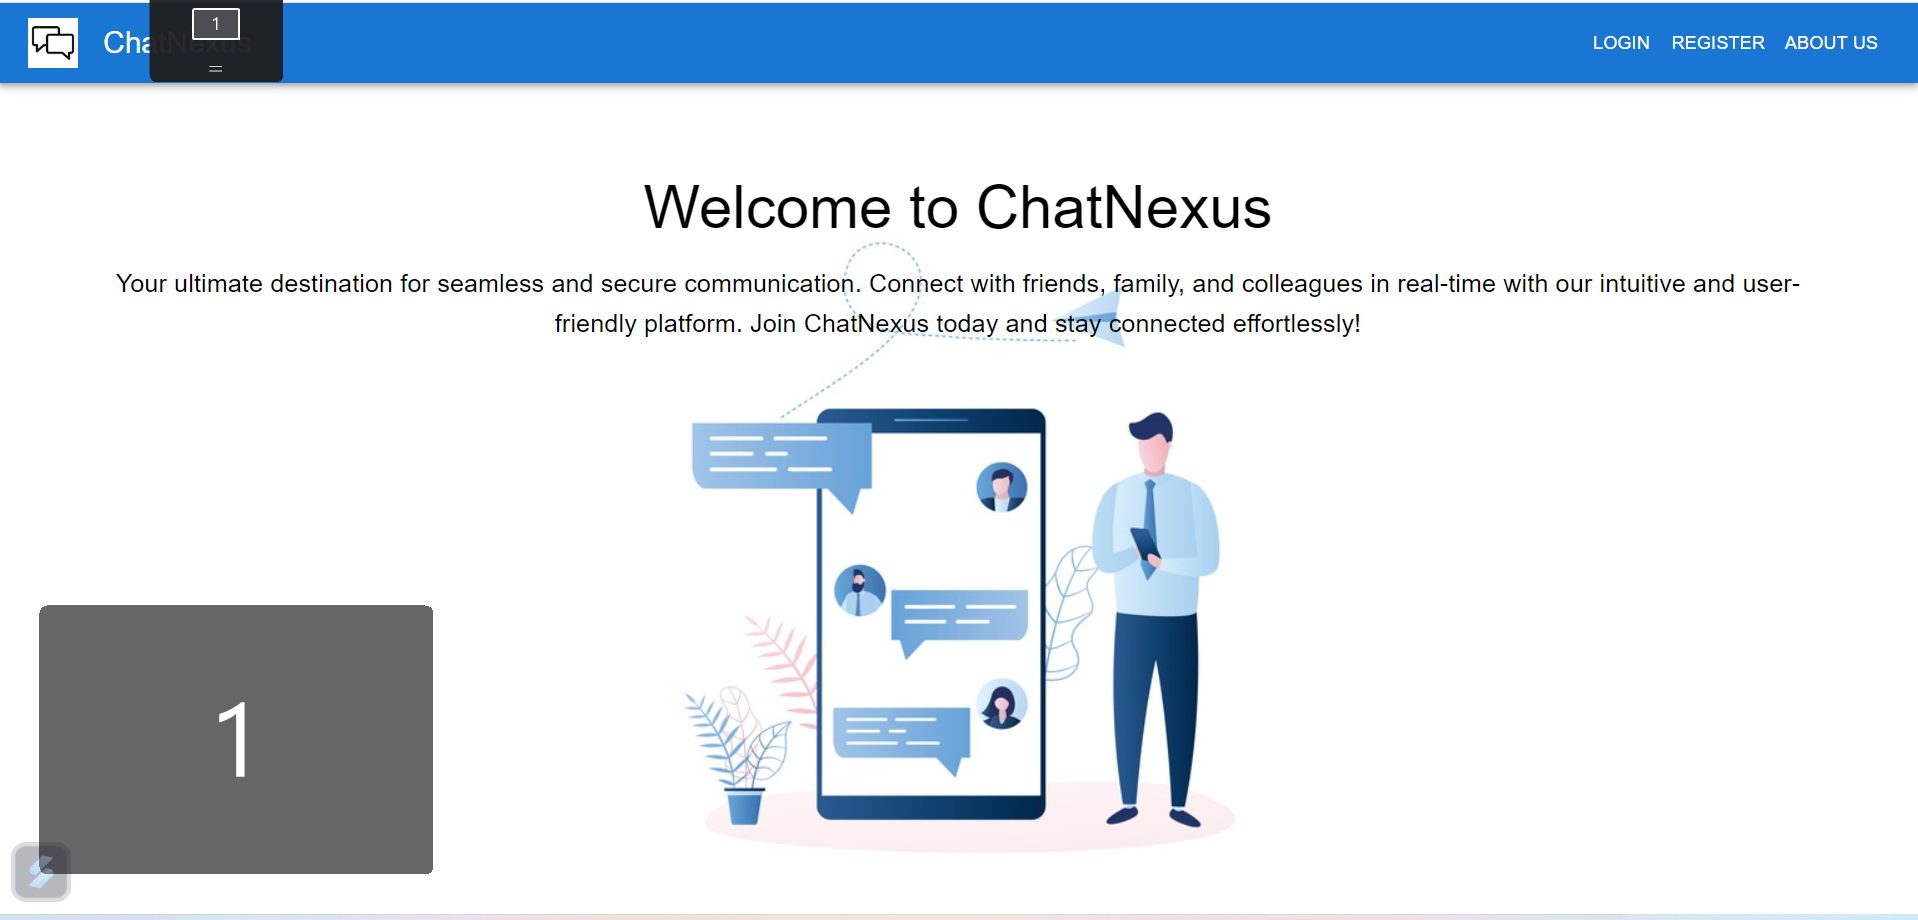 1
ChatNexus
LOGIN REGISTER ABOUT US
Welcome to ChatNexus
Your ultimate destination for seamless and secure communication. Connect with friends, family, and colleagues in real-time with our intuitive and user-
friendly platform. Join ChatNexus today and stay connected effortlessly!
1